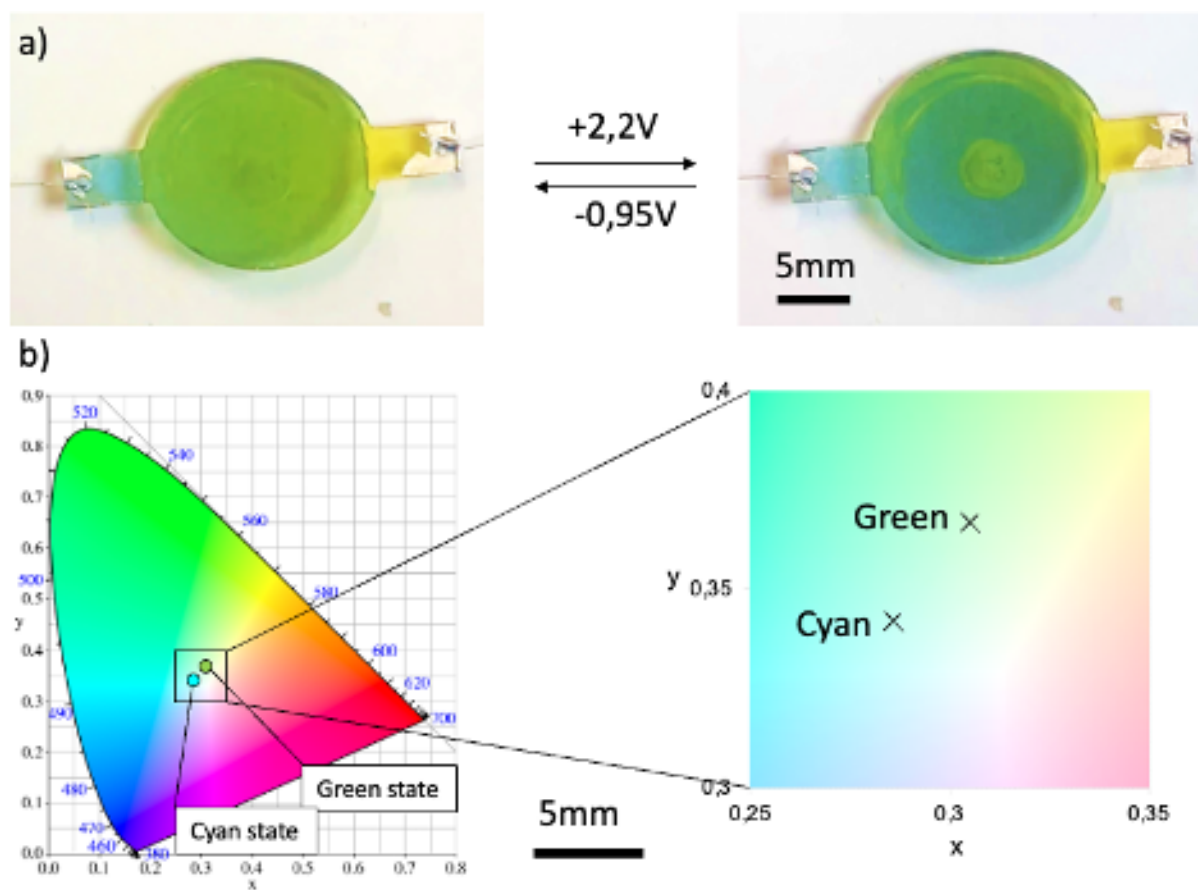 a)
+2,2V
-0,95V
5mm
b)
0.9
0.8
0.7
0.6
0.5
0.4
0.3
0.2
0.1
0.0
y
520
540
560
580
600
620
700
500
490
480
470
460
380
0.0 0.1 0.2 0.3 0.4 0.5 0.6 0.7 0.8
x
Green state
Cyan state
5mm
0,4
y 0,35
0,3
Green
Cyan
0,25 0,3 0,35
x